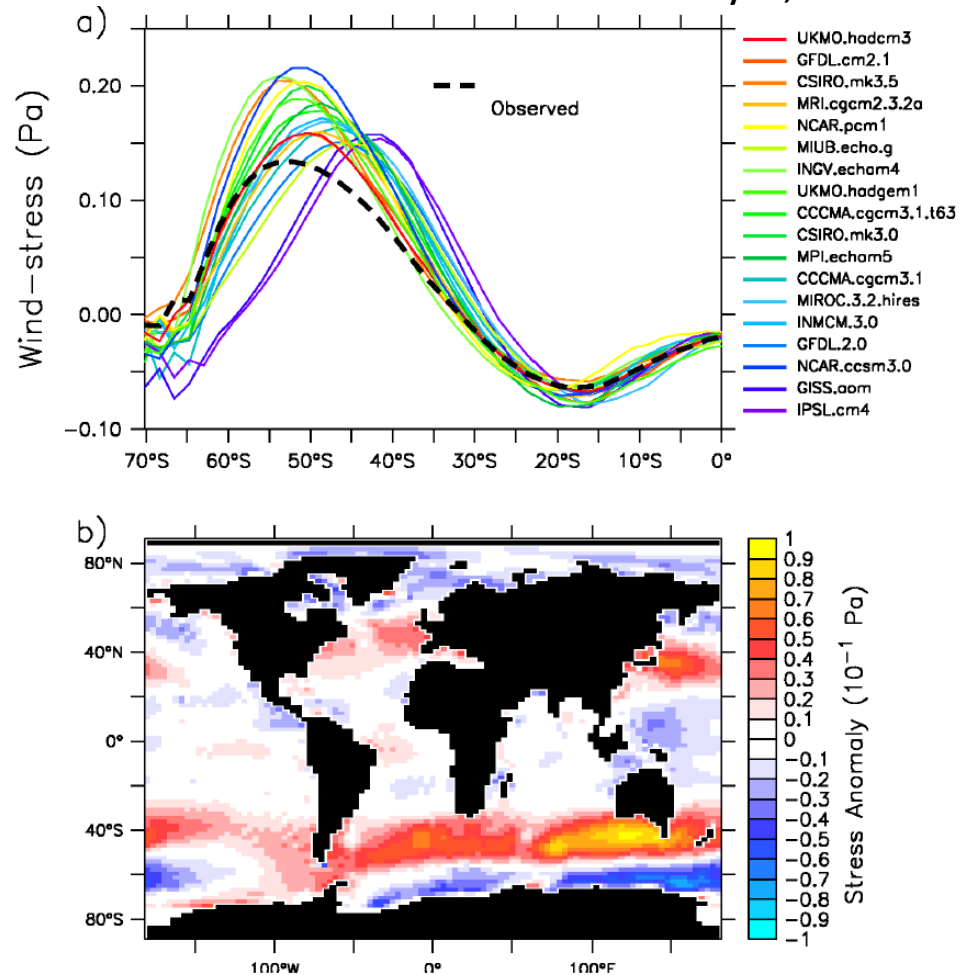 a)
Wind-stress (Pa)
0.20
0.10
0.00
-0.10
70°S 60°S 50°S 40°S 30°S 20°S 10°S 0°
Observed
UKMO.hadcm3
GFDL.cm2.1
CSIRO.mk3.5
MRI.cgcm2.3.2a
NCAR.pcm1
MIUB.echo.g
INGV.echam4
UKMO.hadgem1
CCCMA.cgcm3.1.t63
CSIRO.mk3.0
MPI.echam5
CCCMA.cgcm3.1
MIROC.3.2.hires
INMCM.3.0
GFDL.2.0
NCAR.ccsm3.0
GISS.aom
IPSL.cm4
b)
80°N
40°N
0°
40°S
80°S
100°W 0° 100°E
1
0.9
0.8
0.7
0.6
0.5
0.4
0.3
0.2
0.1
0
-0.1
-0.2
-0.3
-0.4
-0.5
-0.6
-0.7
-0.8
-0.9
-1
Stress Anomaly (10⁻¹ Pa)